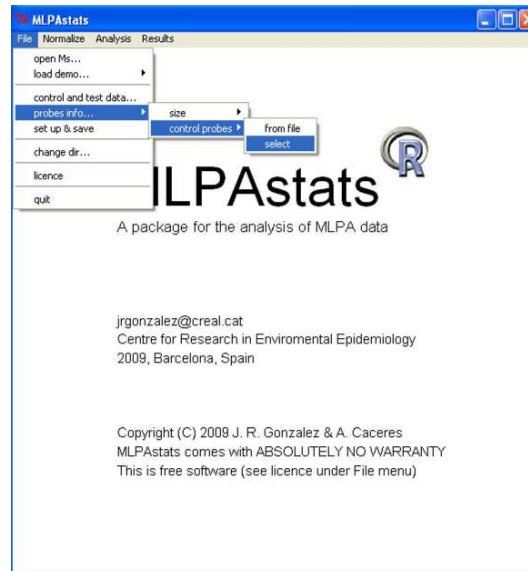 MLPAstats
File Normalize Analysis Results
open Ms...
load demo...
control and test data...
probes info...
set up & save
change dir...
licence
quit
size
control probes
from file
select
LPAstats
R
A package for the analysis of MLPA data
jrgonzalez@creal.cat
Centre for Research in Enviromental Epidemiology
2009, Barcelona, Spain
Copyright (C) 2009 J. R. Gonzalez & A. Caceres
MLPAstats comes with ABSOLUTELY NO WARRANTY
This is free software (see licence under File menu)